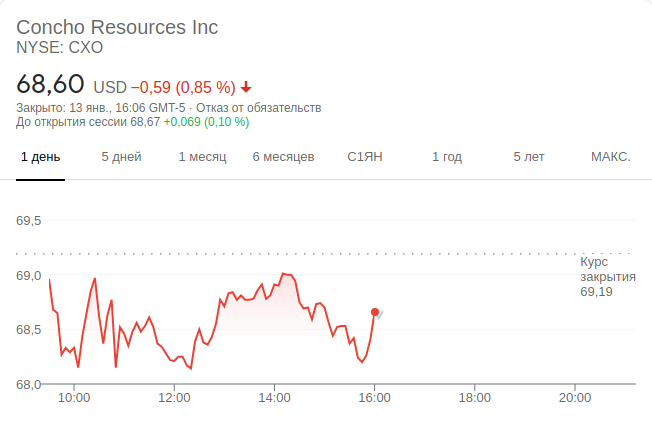 Concho Resources Inc
NYSE: CXO
68,60 USD −0,59 (0,85 %)
Закрыто: 13 янв., 16:06 GMT-5 · Отказ от обязательств
До открытия сессии 68,67 +0,069 (0,10 %)
1 день 5 дней 1 месяц 6 месяцев С1ЯН 1 год 5 лет МАКС.
69,5
69,0
68,5
68,0
Курс
закрытия
69,19
10:00 12:00 14:00 16:00 18:00 20:00